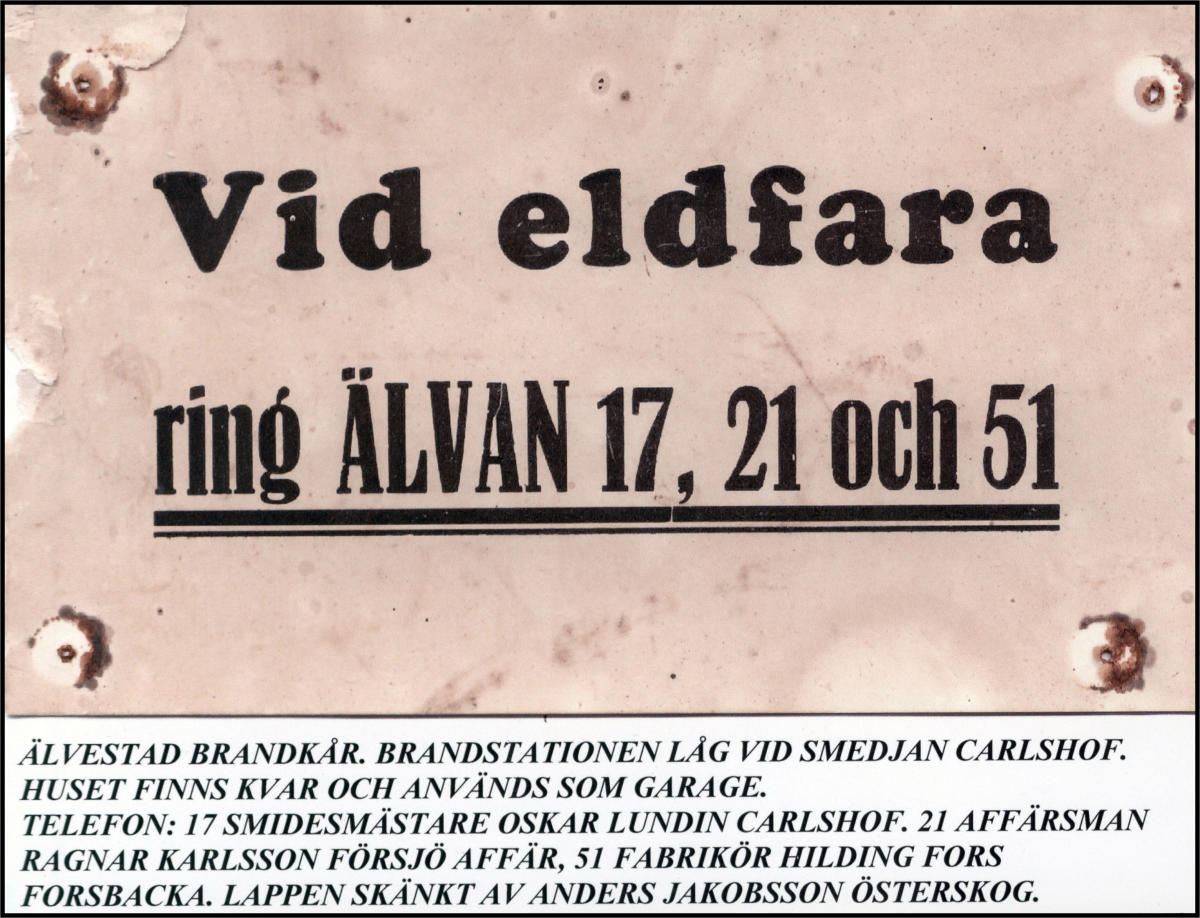 Vid eldfara
ring ÄLVAN 17, 21 och 51
ÄLVESTAD BRANDKÅR. BRANDSTATIONEN LÅG VID SMEDJAN CARLSHOF.
HUSET FINNS KVAR OCH ANVÄNDS SOM GARAGE.
TELEFON: 17 SMIDESMÄSTARE OSKAR LUNDIN CARLSHOF. 21 AFFÄRSMAN
RAGNAR KARLSSON FÖRSJÖ AFFÄR, 51 FABRIKÖR HILDING FORS
FORSBACKA. LAPPEN SKÄNKT AV ANDERS JAKOBSSON ÖSTERSKOG.